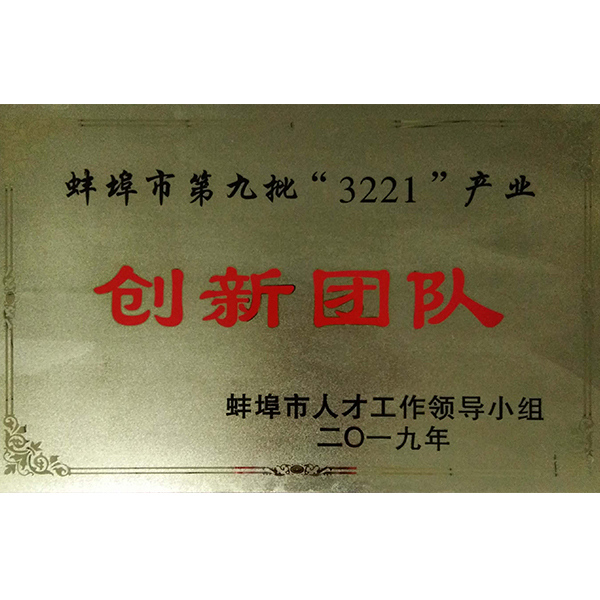 蚌埠市第九批“3221”产业
创新团队
蚌埠市人才工作领导小组
二〇一九年